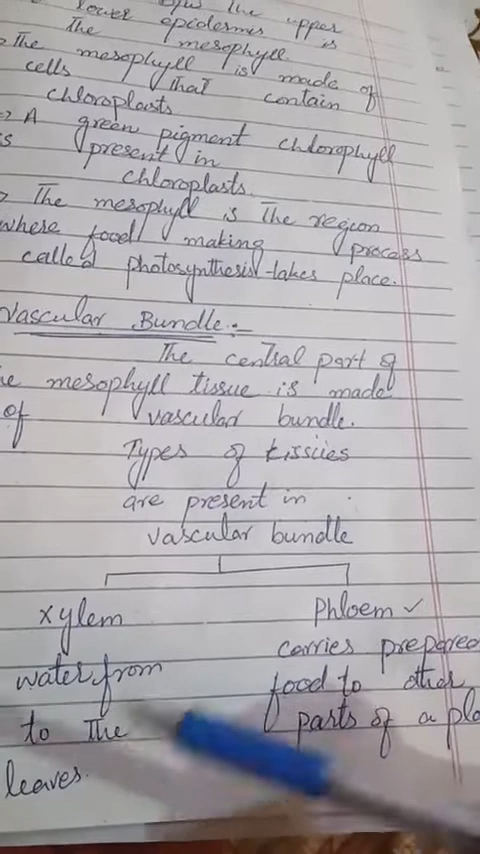 the upper
lower epidermis is
The mesophyll
The mesophyll is made of
cells that contain
chloroplasts
A green pigment chlorophyll
is present in
chloroplasts.
The mesophyll is the region
where food making process
called photosynthesis takes place.
Vascular Bundle:-
The central part of
mesophyll tissue is made
of vascular bundle.
Types of tissues
are present in
vascular bundle
xylem
water from
to the
leaves.
Phloem ✓
carries prepared
food to other
parts of a